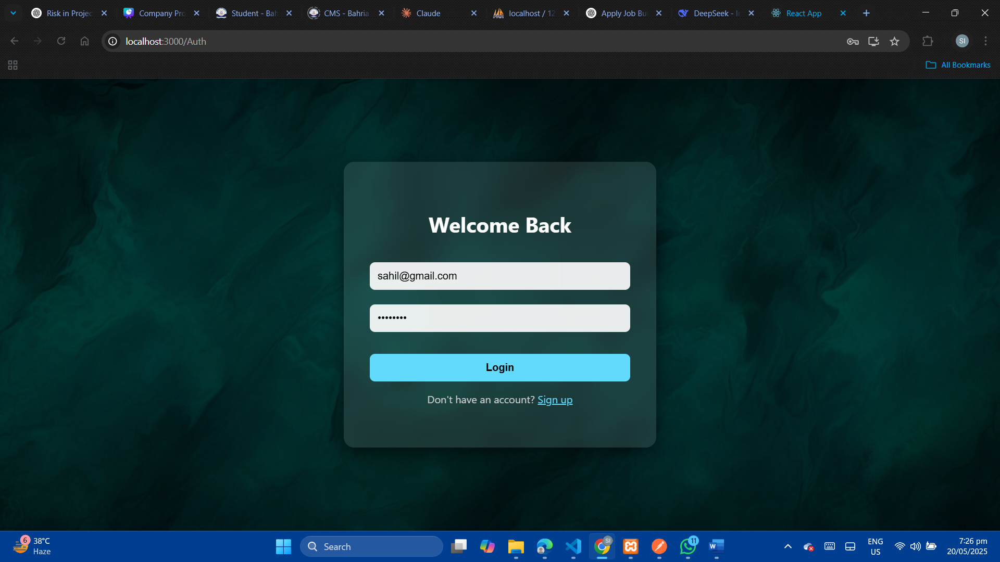 Risk in Projec
Company Pro
Student - Bah
CMS - Bahria
Claude
localhost / 12
Apply Job Bu
DeepSeek - In
React App
localhost:3000/Auth
SI
All Bookmarks
Welcome Back
sahil@gmail.com
••••••••
Login
Don't have an account? Sign up
6
38°C
Haze
Search
SI
11
ENG
US
7:26 pm
20/05/2025